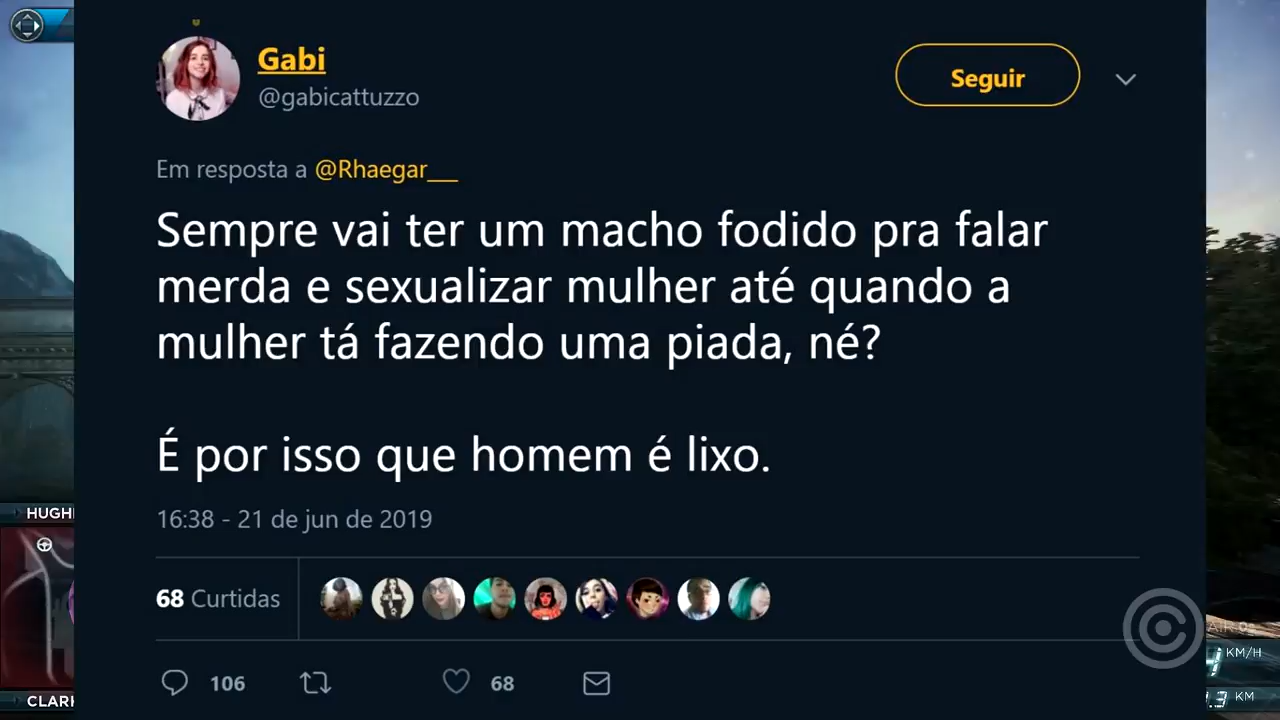 Gabi
@gabicattuzzo
Seguir
Em resposta a @Rhaegar___
Sempre vai ter um macho fodido pra falar
merda e sexualizar mulher até quando a
mulher tá fazendo uma piada, né?
É por isso que homem é lixo.
16:38 - 21 de jun de 2019
68 Curtidas
106
68
HUGH
CLARK
KM/H
.3 KM